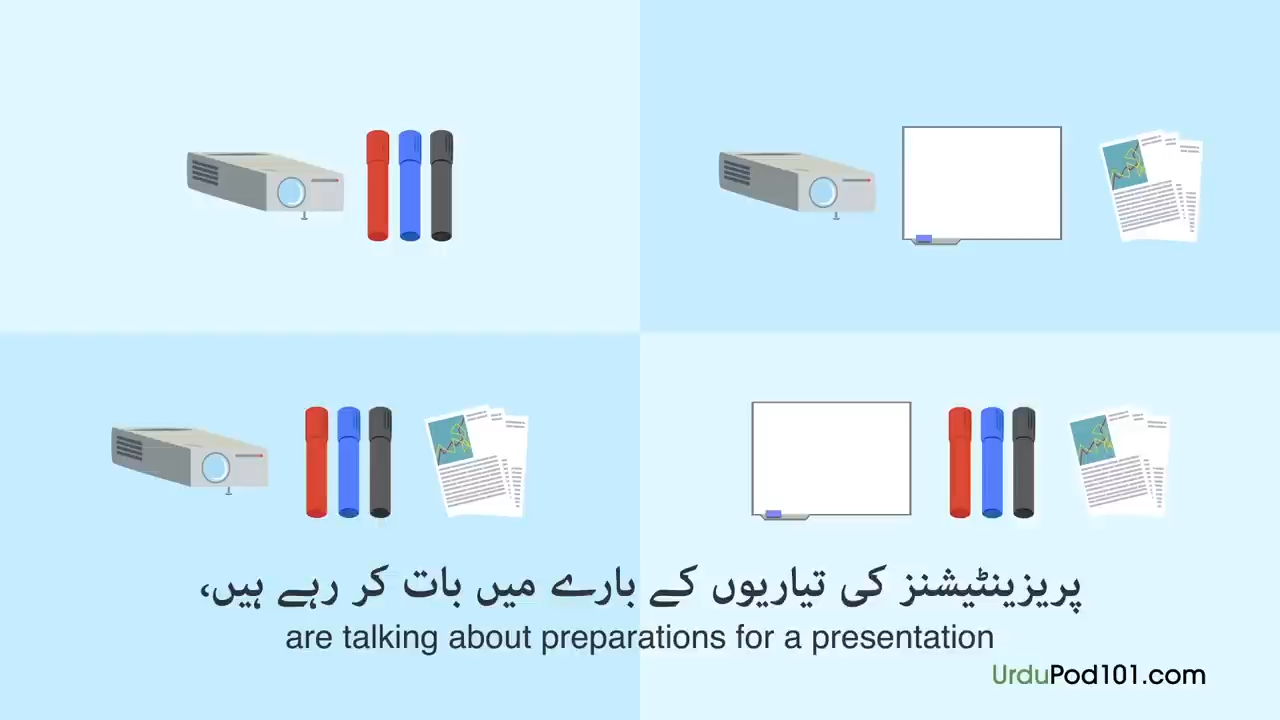 پریزینٹیشنز کی تیاریوں کے بارے میں بات کر رہے ہیں،
are talking about preparations for a presentation
UrduPod101.com